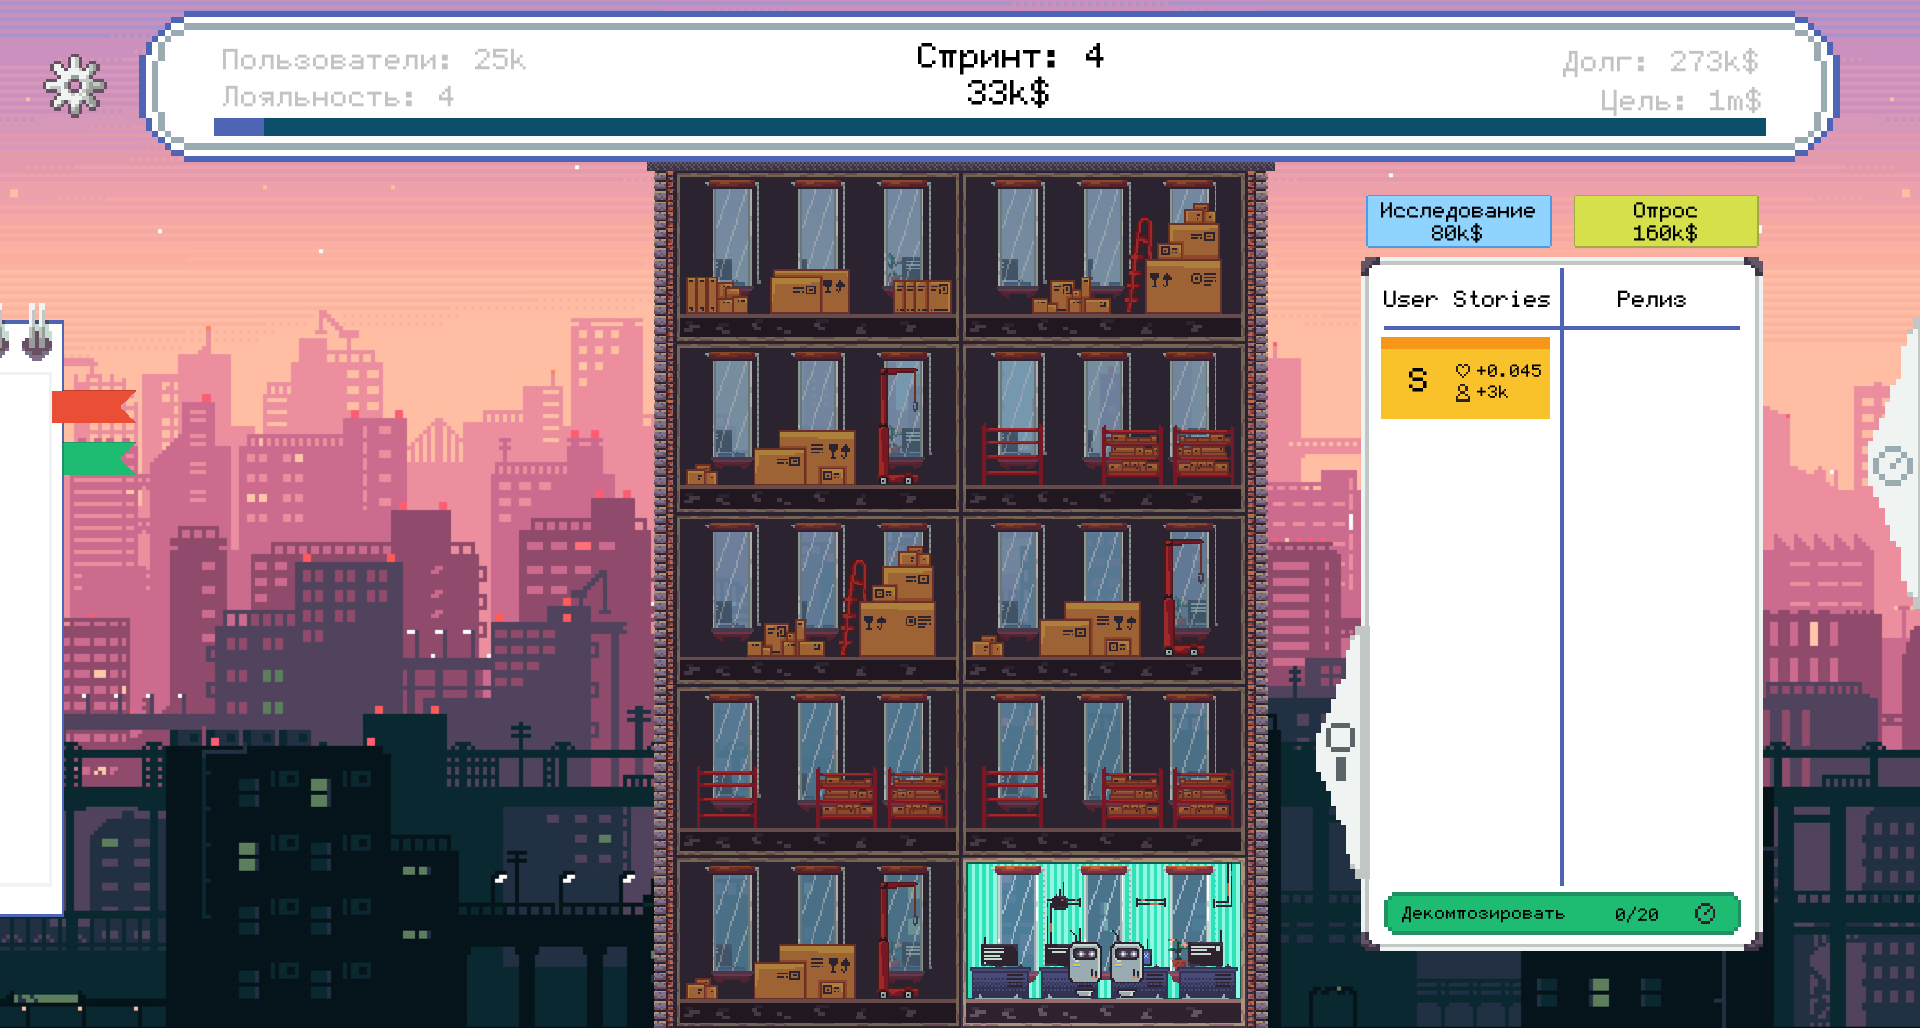 Пользователи: 25k
Лояльность: 4
Спринт: 4
33k$
Долг: 273k$
Цель: 1m$
Исследование
80k$
Опрос
160k$
User Stories
Релиз
S
+0.045
+3k
Декомпозировать 0/20